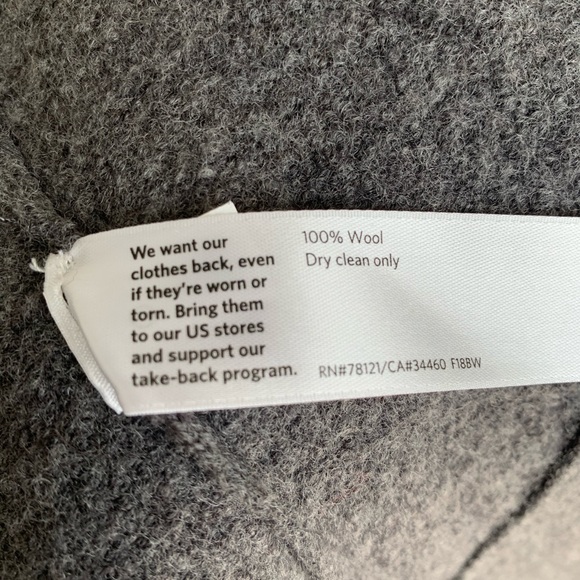 We want our
clothes back, even
if they're worn or
torn. Bring them
to our US stores
and support our
take-back program.
100% Wool
Dry clean only
RN#78121/CA#34460 F18BW